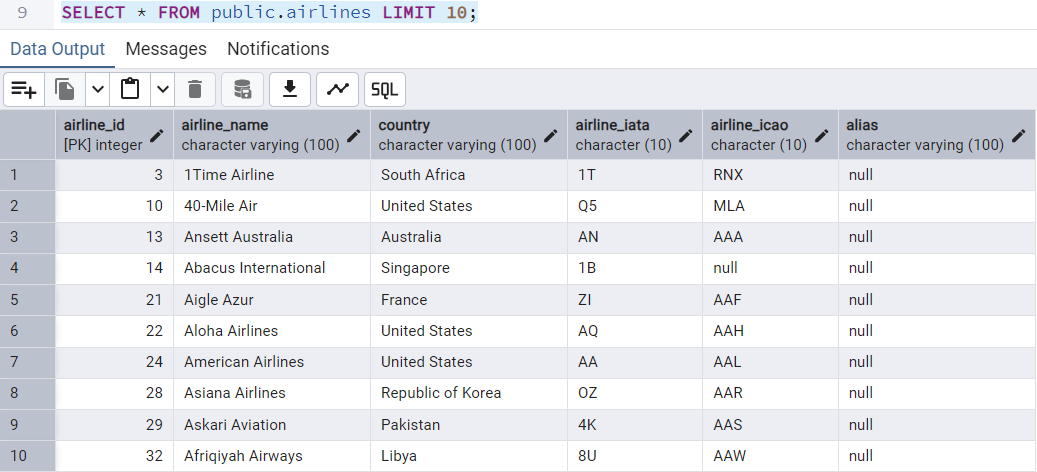 9 SELECT * FROM public.airlines LIMIT 10;
Data Output Messages Notifications
SQL
airline_id airline_name country airline_iata airline_icao alias
[PK] integer character varying (100) character varying (100) character (10) character (10) character varying (100)
1 3 1Time Airline South Africa 1T RNX null
2 10 40-Mile Air United States Q5 MLA null
3 13 Ansett Australia Australia AN AAA null
4 14 Abacus International Singapore 1B null null
5 21 Aigle Azur France ZI AAF null
6 22 Aloha Airlines United States AQ AAH null
7 24 American Airlines United States AA AAL null
8 28 Asiana Airlines Republic of Korea OZ AAR null
9 29 Askari Aviation Pakistan 4K AAS null
10 32 Afriqiyah Airways Libya 8U AAW null